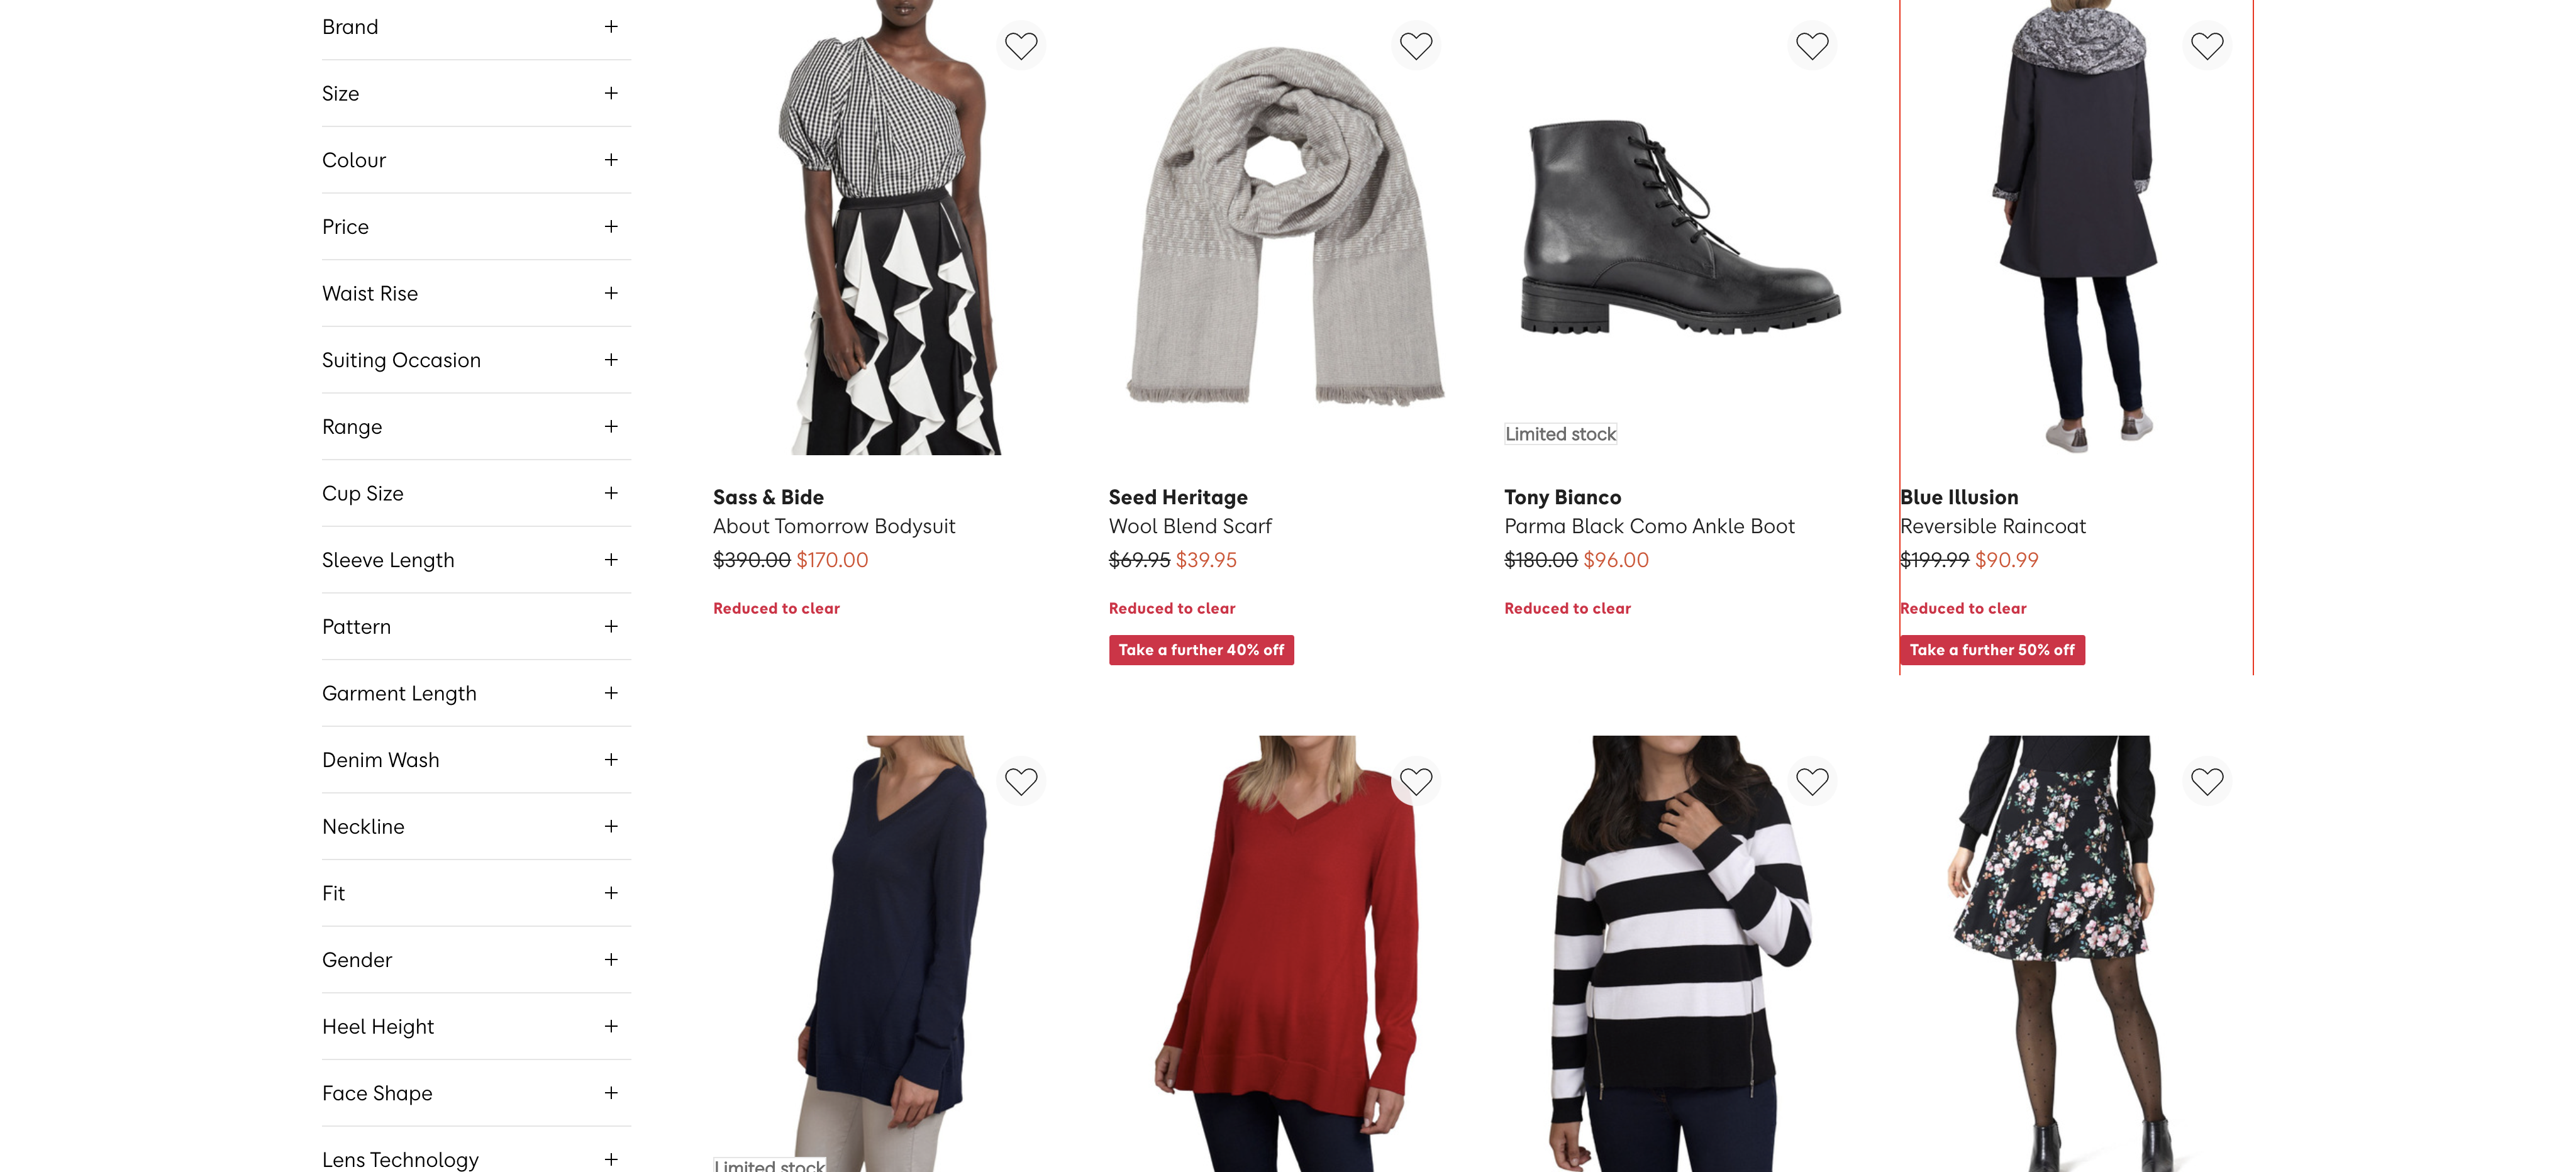 Brand
Size
Colour
Price
Waist Rise
Suiting Occasion
Range
Cup Size
Sleeve Length
Pattern
Garment Length
Denim Wash
Neckline
Fit
Gender
Heel Height
Face Shape
Lens Technology
Sass & Bide
About Tomorrow Bodysuit
$390.00 $170.00
Reduced to clear
Seed Heritage
Wool Blend Scarf
$69.95 $39.95
Reduced to clear
Take a further 40% off
Limited stock
Tony Bianco
Parma Black Como Ankle Boot
$180.00 $96.00
Reduced to clear
Blue Illusion
Reversible Raincoat
$199.99 $90.99
Reduced to clear
Take a further 50% off
Limited stock